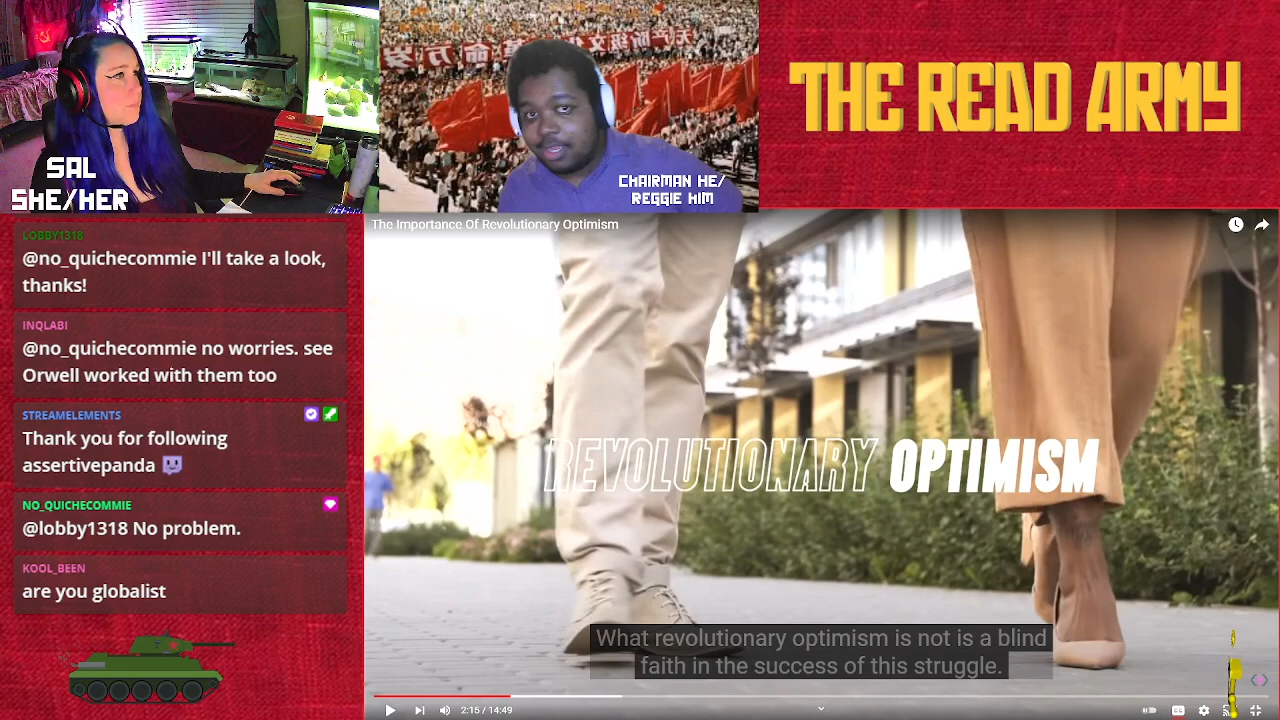 SAL
SHE/HER
CHAIRMAN HE/
REGGIE HIM
THE READ ARMY
LOBBY1318
@no_quichecommie I'll take a look,
thanks!
INQLABI
@no_quichecommie no worries. see
Orwell worked with them too
STREAMELEMENTS
Thank you for following
assertivepanda
NO_QUICHECOMMIE
@lobby1318 No problem.
KOOL_BEEN
are you globalist
The Importance Of Revolutionary Optimism
REVOLUTIONARY OPTIMISM
What revolutionary optimism is not is a blind
faith in the success of this struggle.
2:15 / 14:49